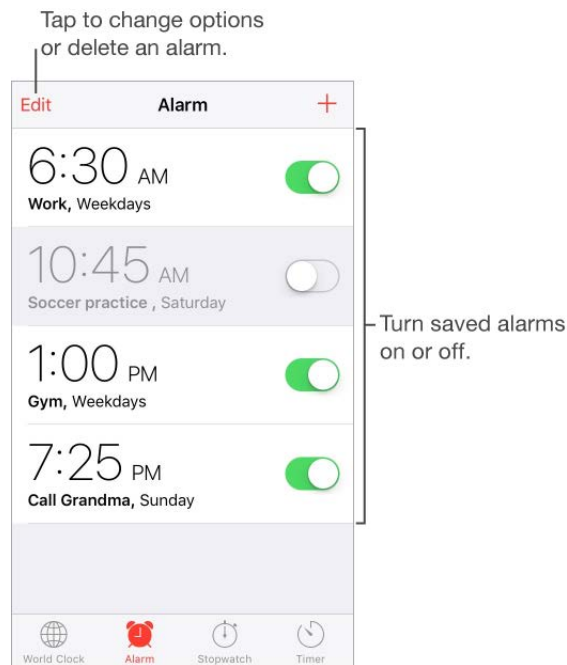 Tap to change options
or delete an alarm.
Edit Alarm +
6:30 AM
Work, Weekdays
10:45 AM
Soccer practice , Saturday
1:00 PM
Gym, Weekdays
7:25 PM
Call Grandma, Sunday
Turn saved alarms
on or off.
World Clock Alarm Stopwatch Timer